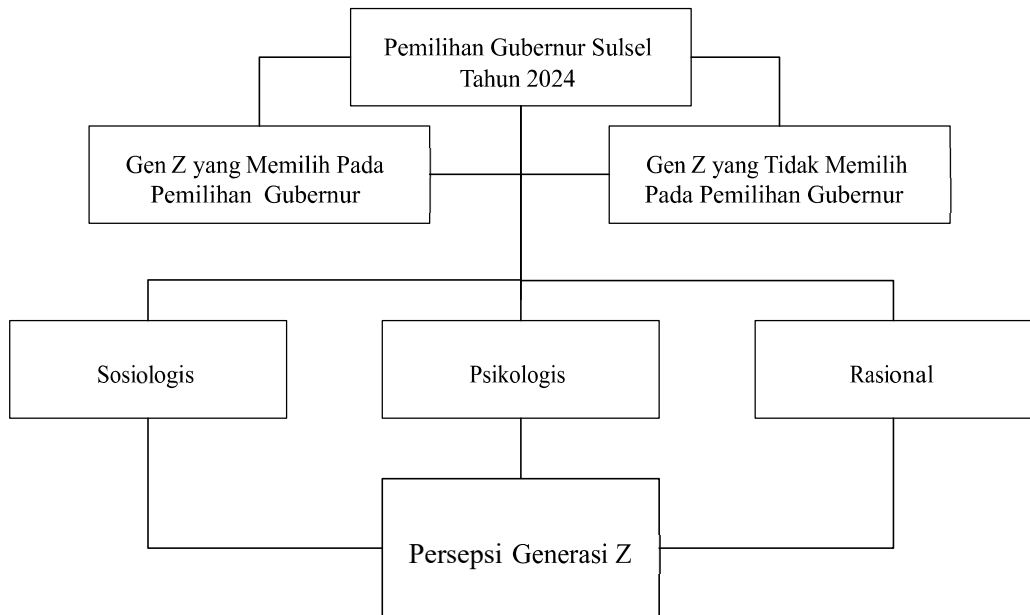 Pemilihan Gubernur Sulsel
Tahun 2024
Gen Z yang Memilih Pada
Pemilihan Gubernur
Gen Z yang Tidak Memilih
Pada Pemilihan Gubernur
Sosiologis
Psikologis
Rasional
Persepsi Generasi Z